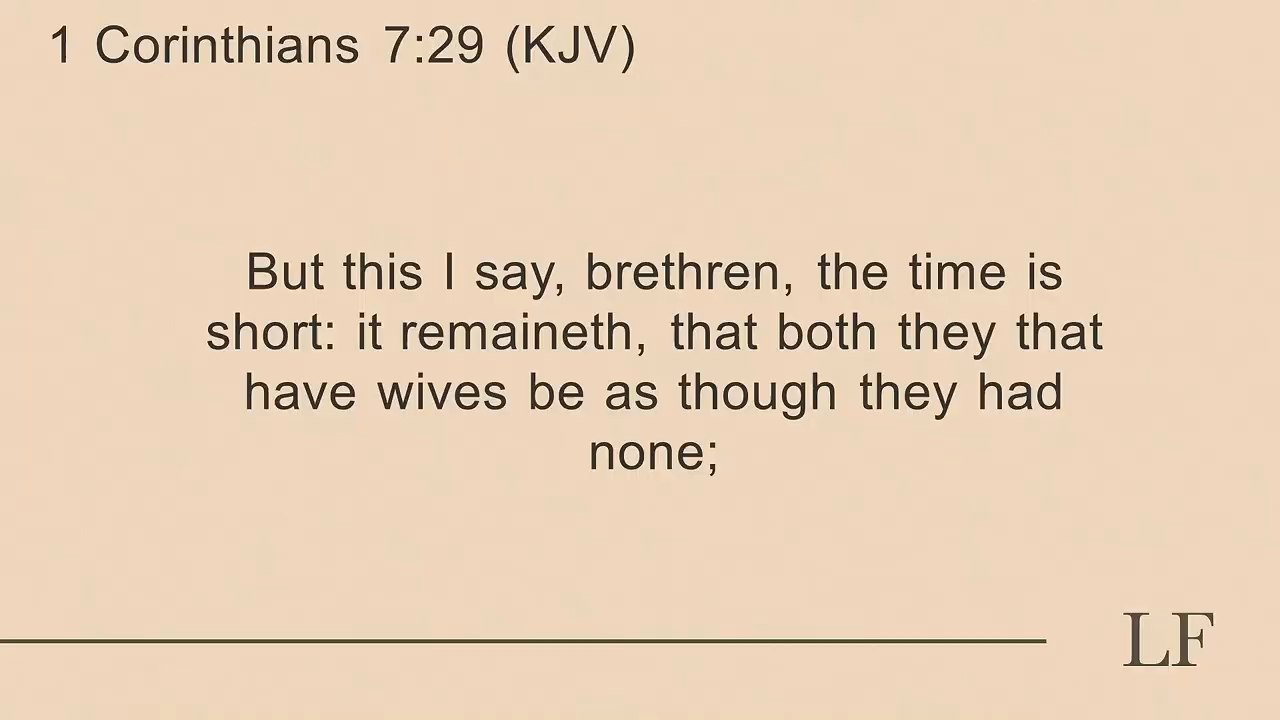 1 Corinthians 7:29 (KJV)
But this I say, brethren, the time is
short: it remaineth, that both they that
have wives be as though they had
none;
LF